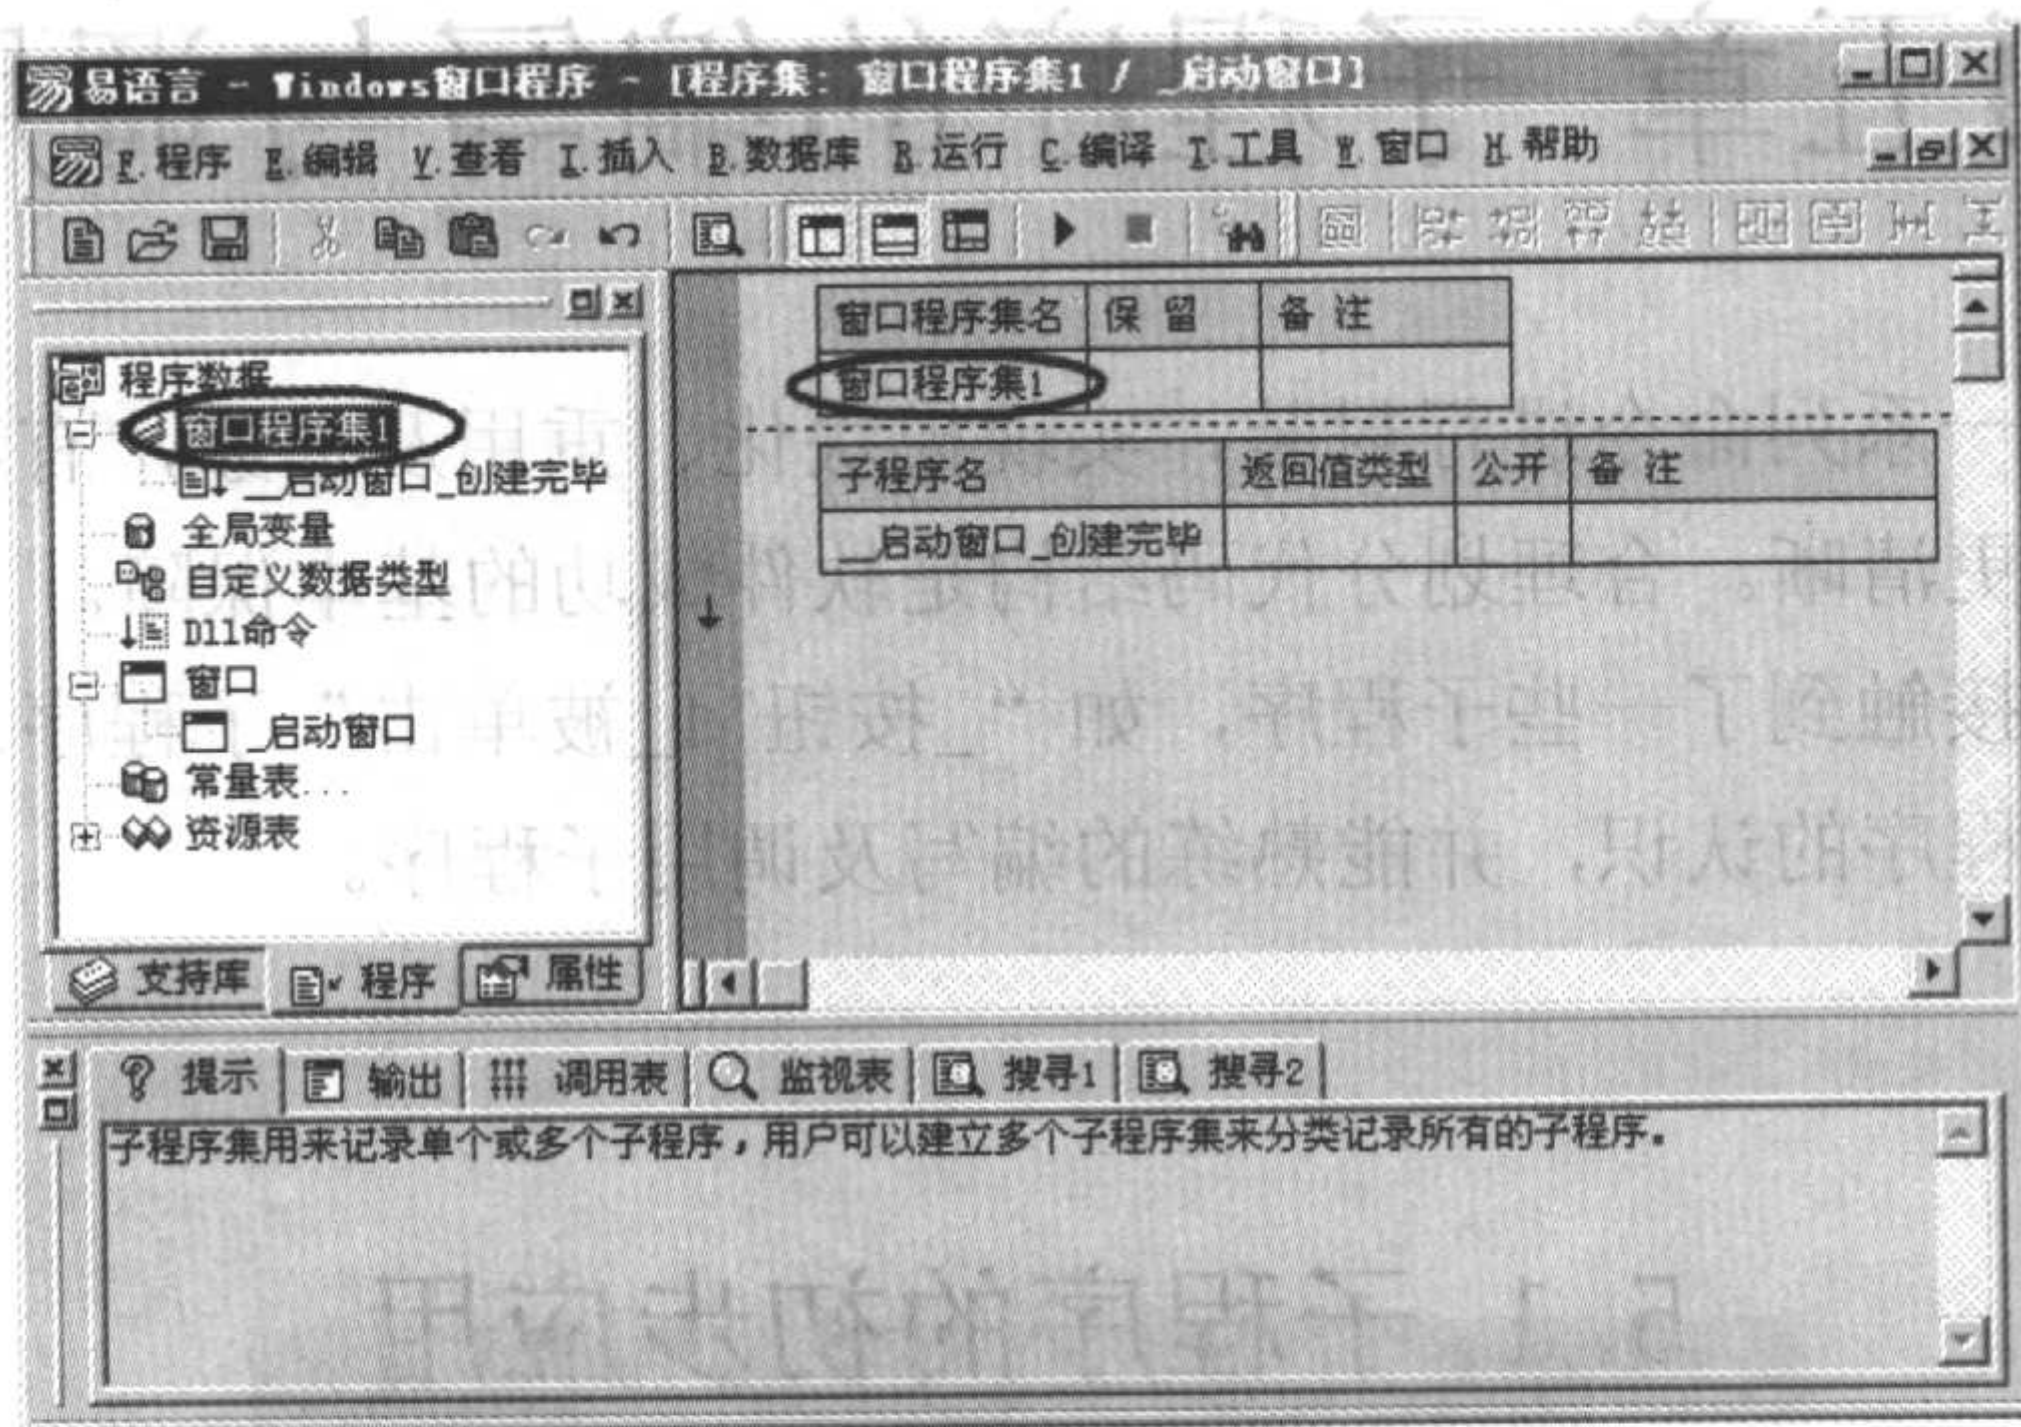 易语言 - Windows窗口程序 - [程序集: 窗口程序集1 / _启动窗口]
F.程序 E.编辑 V.查看 I.插入 B.数据库 R.运行 C.编译 T.工具 W.窗口 H.帮助
程序数据
窗口程序集1
__启动窗口_创建完毕
全局变量
自定义数据类型
Dll命令
窗口
_启动窗口
常量表...
资源表
支持库 程序 属性
窗口程序集名 保 留 备 注
窗口程序集1
子程序名 返回值类型 公开 备 注
__启动窗口_创建完毕
提示 输出 调用表 监视表 搜寻1 搜寻2
子程序集用来记录单个或多个子程序,用户可以建立多个子程序集来分类记录所有的子程序。
5.1 子程序的初步应用